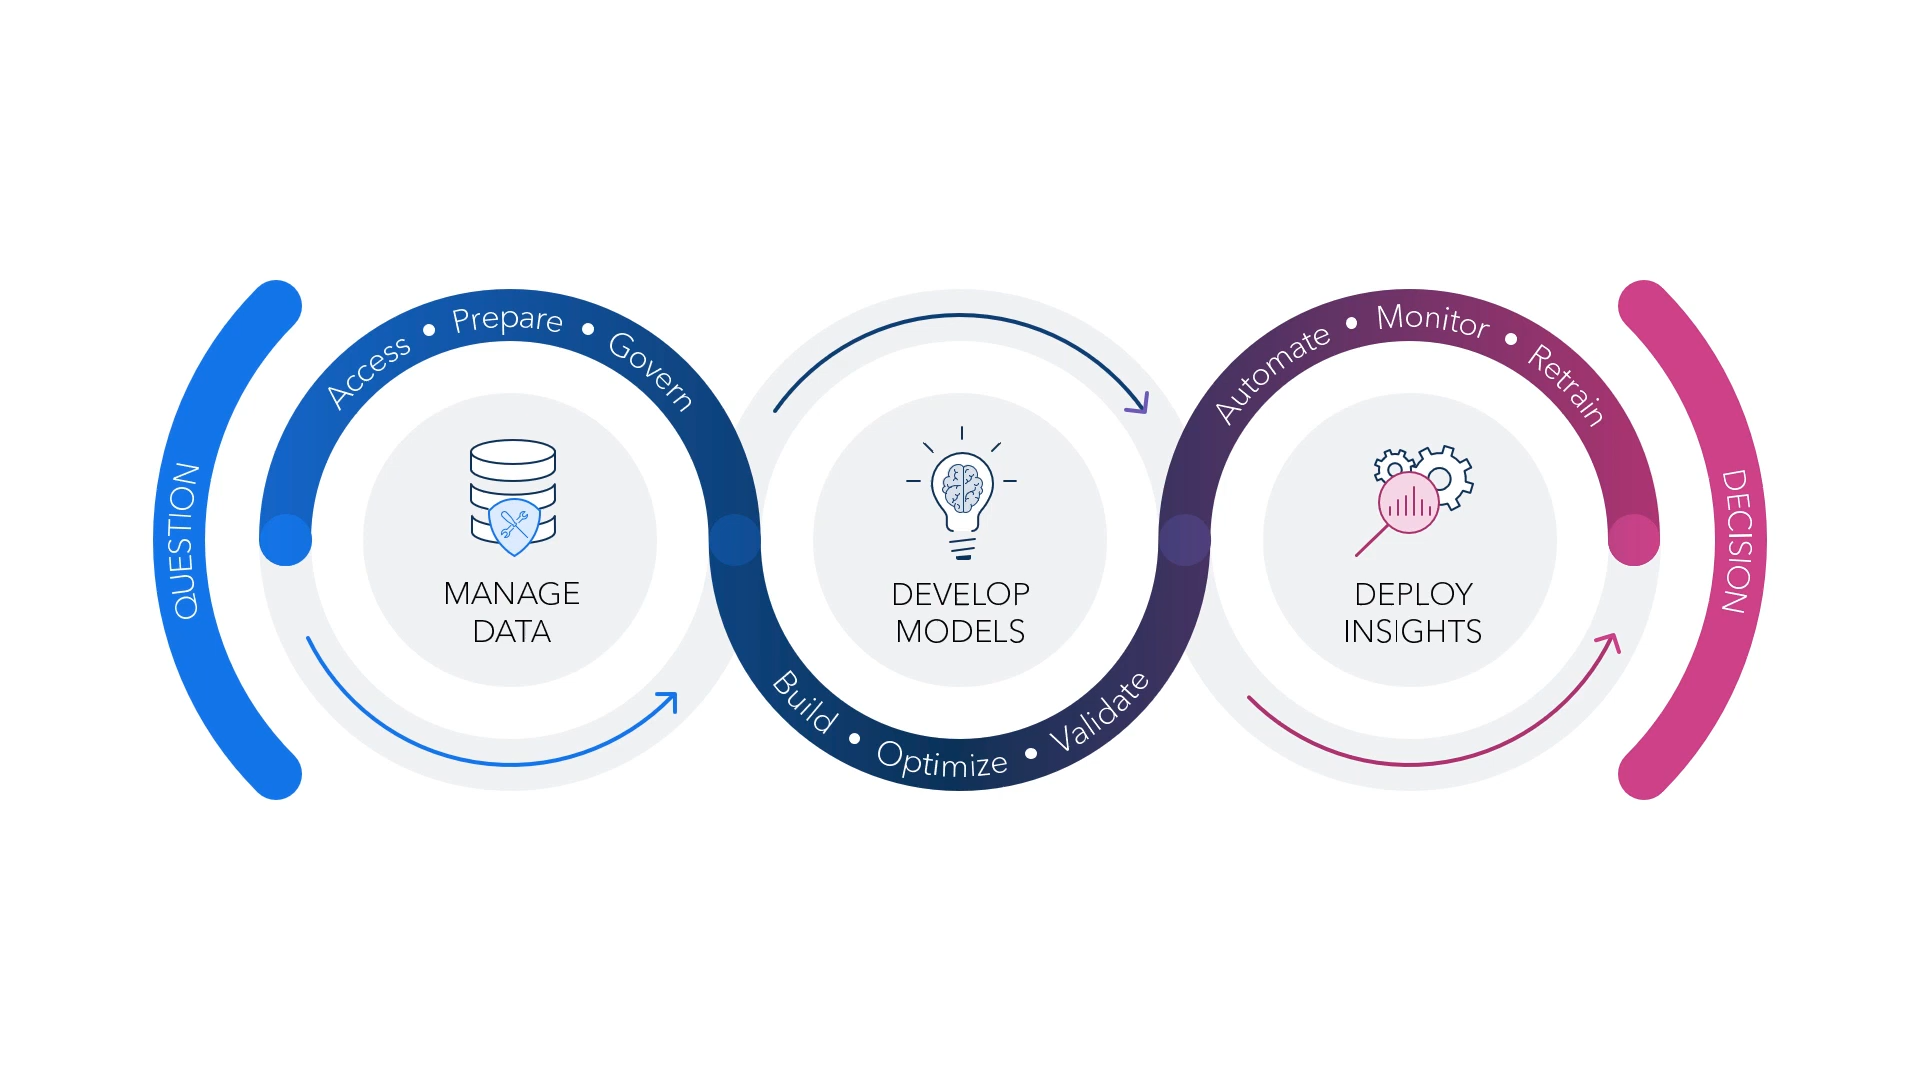 QUESTION
Access • Prepare • Govern
MANAGE
DATA
Build • Optimize • Validate
DEVELOP
MODELS
Automate • Monitor • Retrain
DEPLOY
INSIGHTS
DECISION